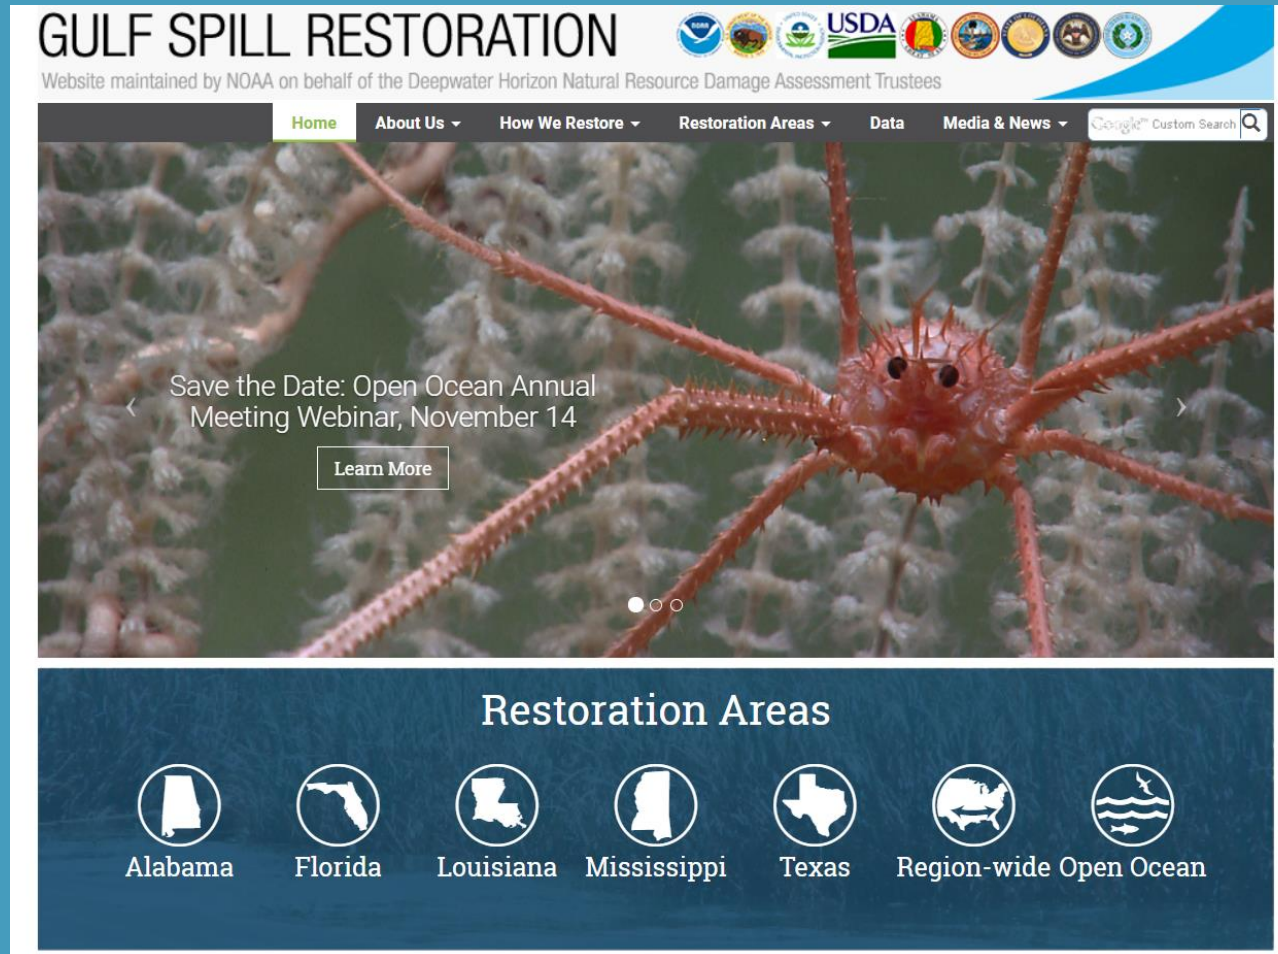 GULF SPILL RESTORATION
NOAA
USDA
Website maintained by NOAA on behalf of the Deepwater Horizon Natural Resource Damage Assessment Trustees
Home
About Us
How We Restore
Restoration Areas
Data
Media & News
Google™ Custom Search
Save the Date: Open Ocean Annual
Meeting Webinar, November 14
Learn More
Restoration Areas
Alabama
Florida
Louisiana
Mississippi
Texas
Region-wide
Open Ocean